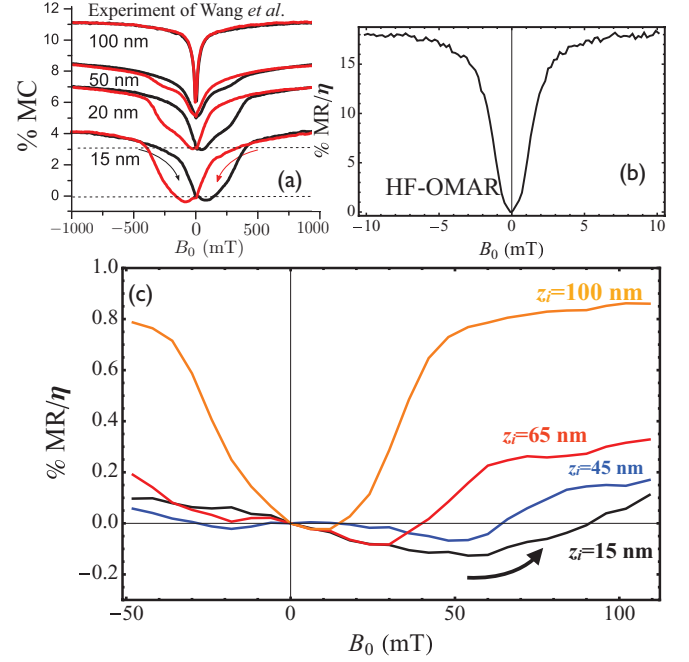 Experiment of Wang et al.
(a)
12
10
8
6
4
2
0
% MC
100 nm
50 nm
20 nm
15 nm
−1000
−500
0
500
1000
B0 (mT)
(b)
% MR/η
15
10
5
0
HF-OMAR
-10
-5
0
5
10
B0 (mT)
(c)
1.0
0.8
0.6
0.4
0.2
0.0
-0.2
% MR/η
zi=100 nm
zi=65 nm
zi=45 nm
zi=15 nm
-50
0
50
100
B0 (mT)